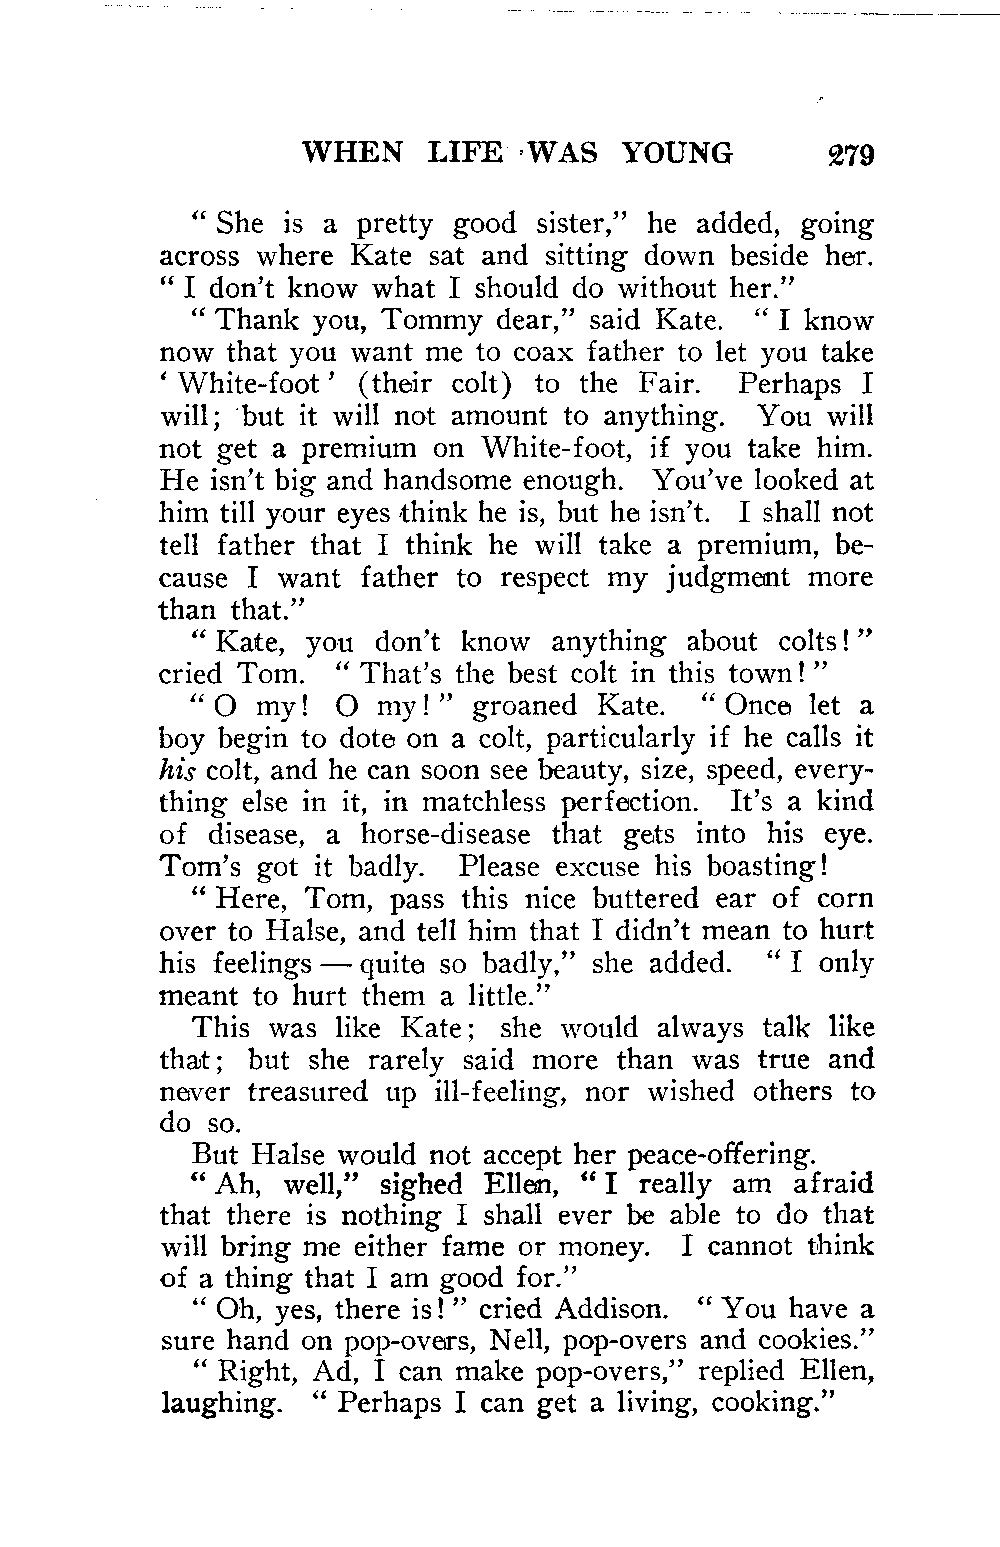 WHEN LIFE WAS YOUNG 279
“ She is a pretty good sister,” he added, going
across where Kate sat and sitting down beside her.
“ I don't know what I should do without her.”
“ Thank you, Tommy dear,” said Kate. “ I know
now that you want me to coax father to let you take
‘ White-foot ’ (their colt) to the Fair. Perhaps I
will; but it will not amount to anything. You will
not get a premium on White-foot, if you take him.
He isn't big and handsome enough. You've looked at
him till your eyes think he is, but he isn't. I shall not
tell father that I think he will take a premium, be-
cause I want father to respect my judgment more
than that.”
“ Kate, you don't know anything about colts! ”
cried Tom. “ That's the best colt in this town! ”
“ O my! O my! ” groaned Kate. “ Once let a
boy begin to dote on a colt, particularly if he calls it
his colt, and he can soon see beauty, size, speed, every-
thing else in it, in matchless perfection. It's a kind
of disease, a horse-disease that gets into his eye.
Tom's got it badly. Please excuse his boasting!
“ Here, Tom, pass this nice buttered ear of corn
over to Halse, and tell him that I didn't mean to hurt
his feelings — quite so badly,” she added. “ I only
meant to hurt them a little.”
This was like Kate; she would always talk like
that; but she rarely said more than was true and
never treasured up ill-feeling, nor wished others to
do so.
But Halse would not accept her peace-offering.
“ Ah, well,” sighed Ellen, “ I really am afraid
that there is nothing I shall ever be able to do that
will bring me either fame or money. I cannot think
of a thing that I am good for.”
“ Oh, yes, there is! ” cried Addison. “ You have a
sure hand on pop-overs, Nell, pop-overs and cookies.”
“ Right, Ad, I can make pop-overs,” replied Ellen,
laughing. “ Perhaps I can get a living, cooking.”